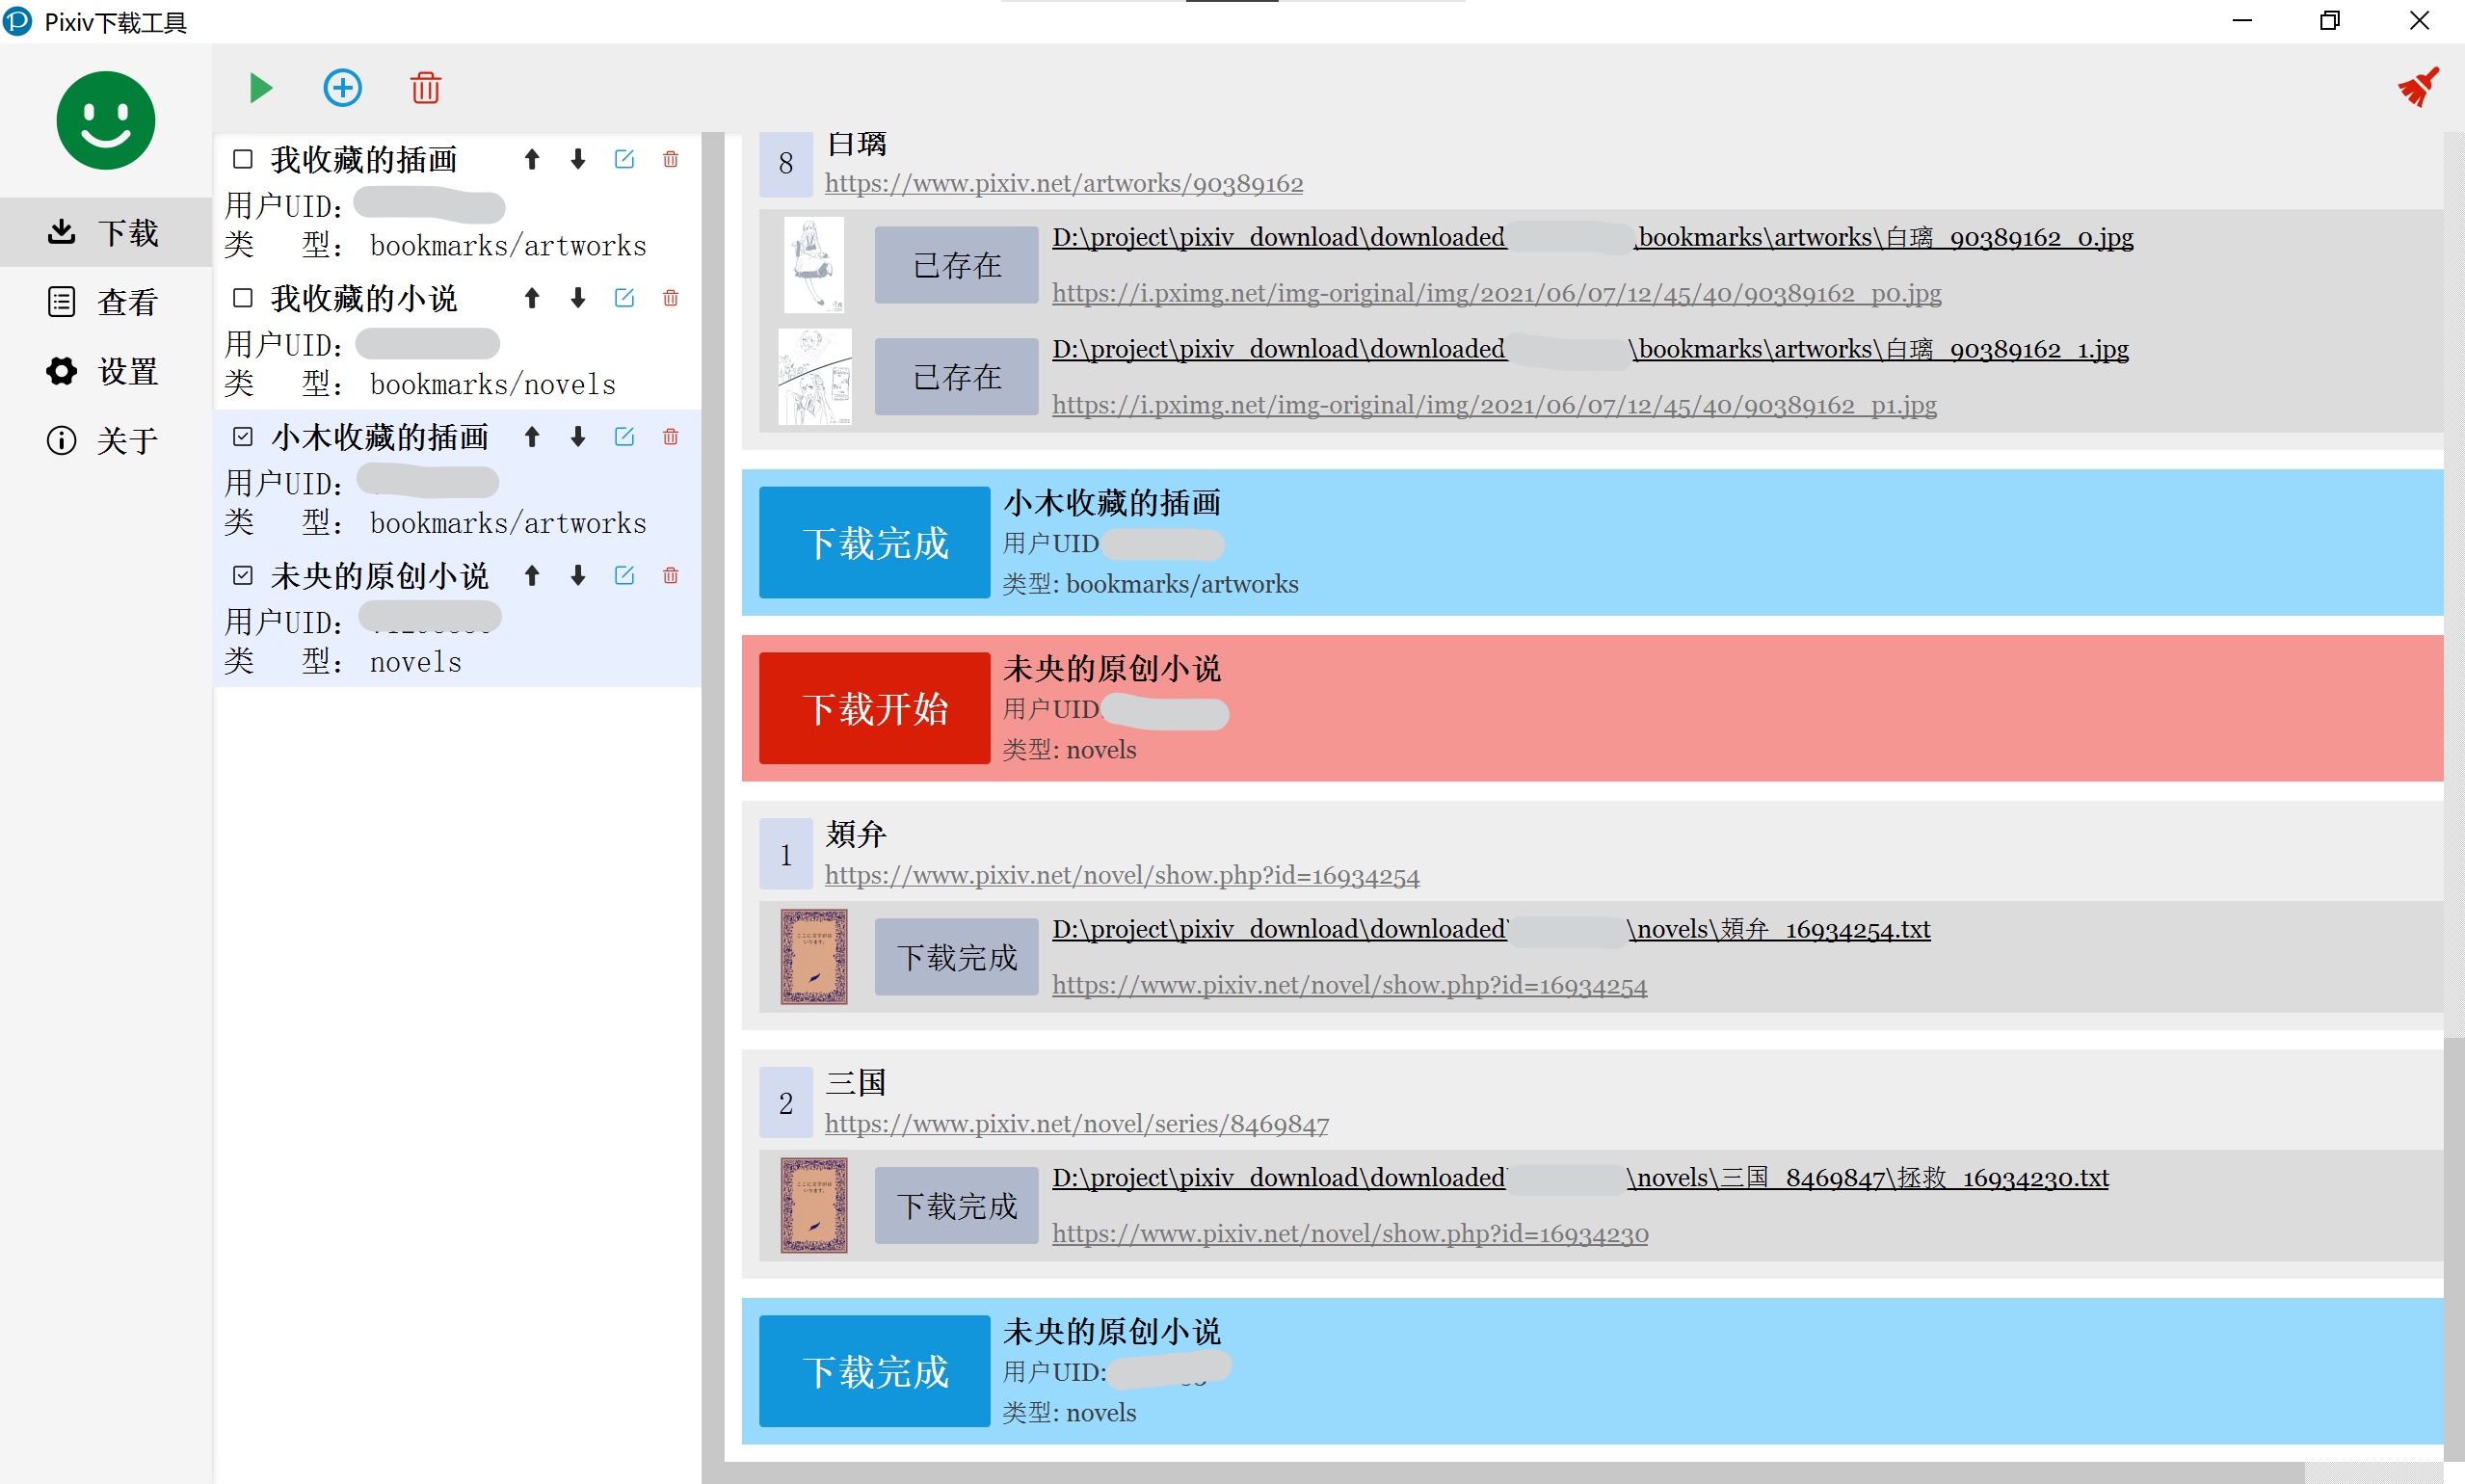 Pixiv下载工具
下载
查看
设置
关于
我收藏的插画
用户UID:
类 型: bookmarks/artworks
我收藏的小说
用户UID:
类 型: bookmarks/novels
小木收藏的插画
用户UID:
类 型: bookmarks/artworks
未央的原创小说
用户UID:
类 型: novels
8
白璃
https://www.pixiv.net/artworks/90389162
已存在
D:\project\pixiv_download\downloaded \bookmarks\artworks\白璃_90389162_0.jpg
https://i.pximg.net/img-original/img/2021/06/07/12/45/40/90389162_p0.jpg
已存在
D:\project\pixiv_download\downloaded \bookmarks\artworks\白璃_90389162_1.jpg
https://i.pximg.net/img-original/img/2021/06/07/12/45/40/90389162_p1.jpg
下载完成
小木收藏的插画
用户UID
类型: bookmarks/artworks
下载开始
未央的原创小说
用户UID
类型: novels
1
頍弁
https://www.pixiv.net/novel/show.php?id=16934254
下载完成
D:\project\pixiv_download\downloaded\ \novels\頍弁_16934254.txt
https://www.pixiv.net/novel/show.php?id=16934254
2
三国
https://www.pixiv.net/novel/series/8469847
下载完成
D:\project\pixiv_download\downloaded \novels\三国_8469847\拯救_16934230.txt
https://www.pixiv.net/novel/show.php?id=16934230
下载完成
未央的原创小说
用户UID:
类型: novels